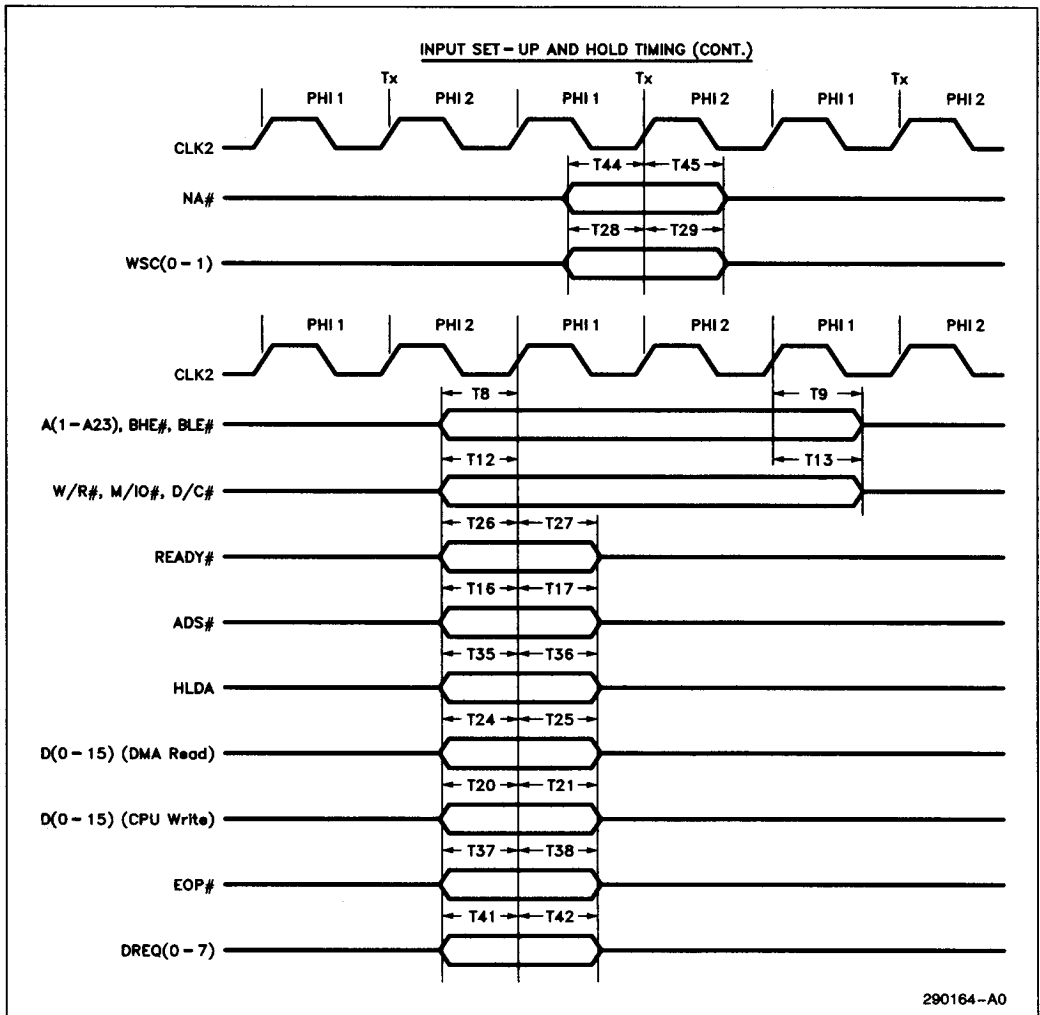 INPUT SET-UP AND HOLD TIMING (CONT.)
Tx Tx Tx
PHI 1 PHI 2 PHI 1 PHI 2 PHI 1 PHI 2
CLK2
T44 T45
NA#
T28 T29
WSC(0-1)
PHI 1 PHI 2 PHI 1 PHI 2 PHI 1 PHI 2
CLK2
T8 T9
A(1-A23), BHE#, BLE#
T12 T13
W/R#, M/IO#, D/C#
T26 T27
READY#
T16 T17
ADS#
T35 T36
HLDA
T24 T25
D(0-15) (DMA Read)
T20 T21
D(0-15) (CPU Write)
T37 T38
EOP#
T41 T42
DREQ(0-7)
290164-A0